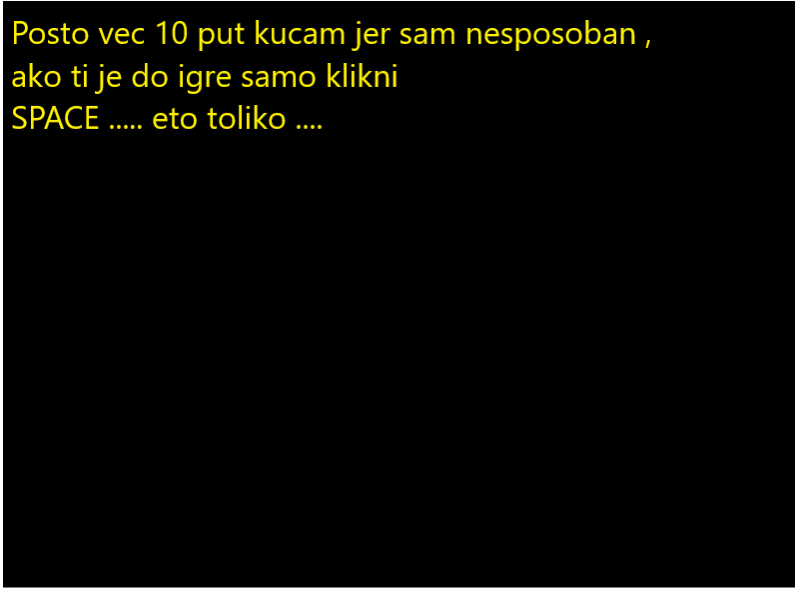 Posto vec 10 put kucam jer sam nesposoban ,
ako ti je do igre samo klikni
SPACE ..... eto toliko ....